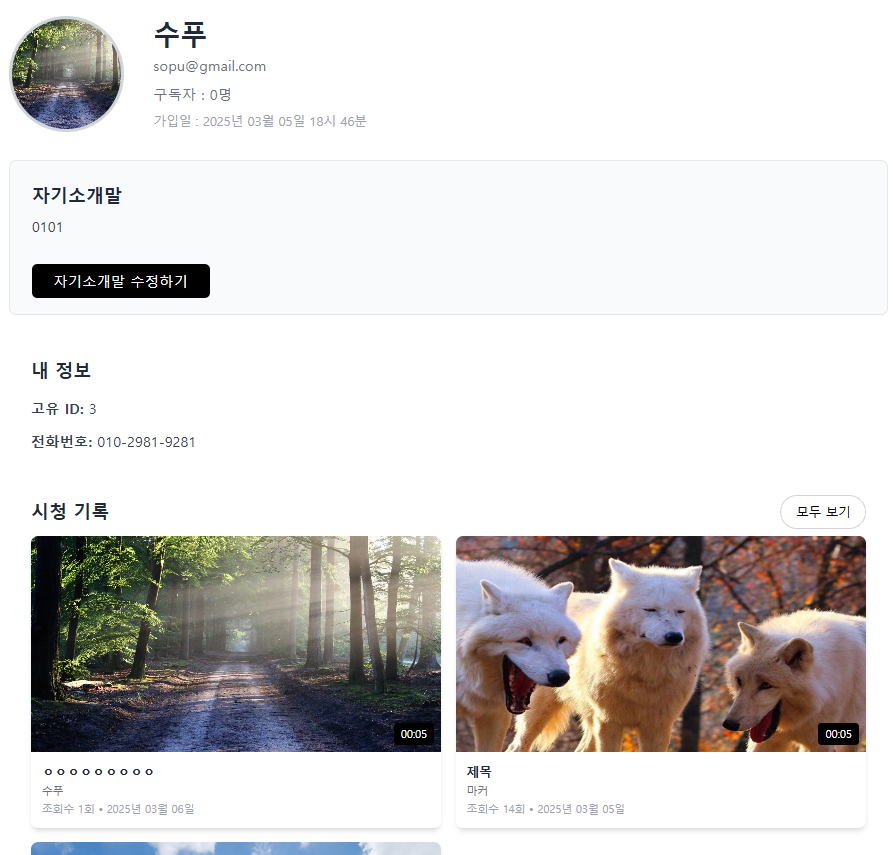 수푸
sopu@gmail.com
구독자 : 0명
가입일 : 2025년 03월 05일 18시 46분
자기소개말
0101
자기소개말 수정하기
내 정보
고유 ID: 3
전화번호: 010-2981-9281
시청 기록
모두 보기
00:05
00:05
ㅇㅇㅇㅇㅇㅇㅇㅇㅇ
수푸
조회수 1회 • 2025년 03월 06일
제목
마커
조회수 14회 • 2025년 03월 05일